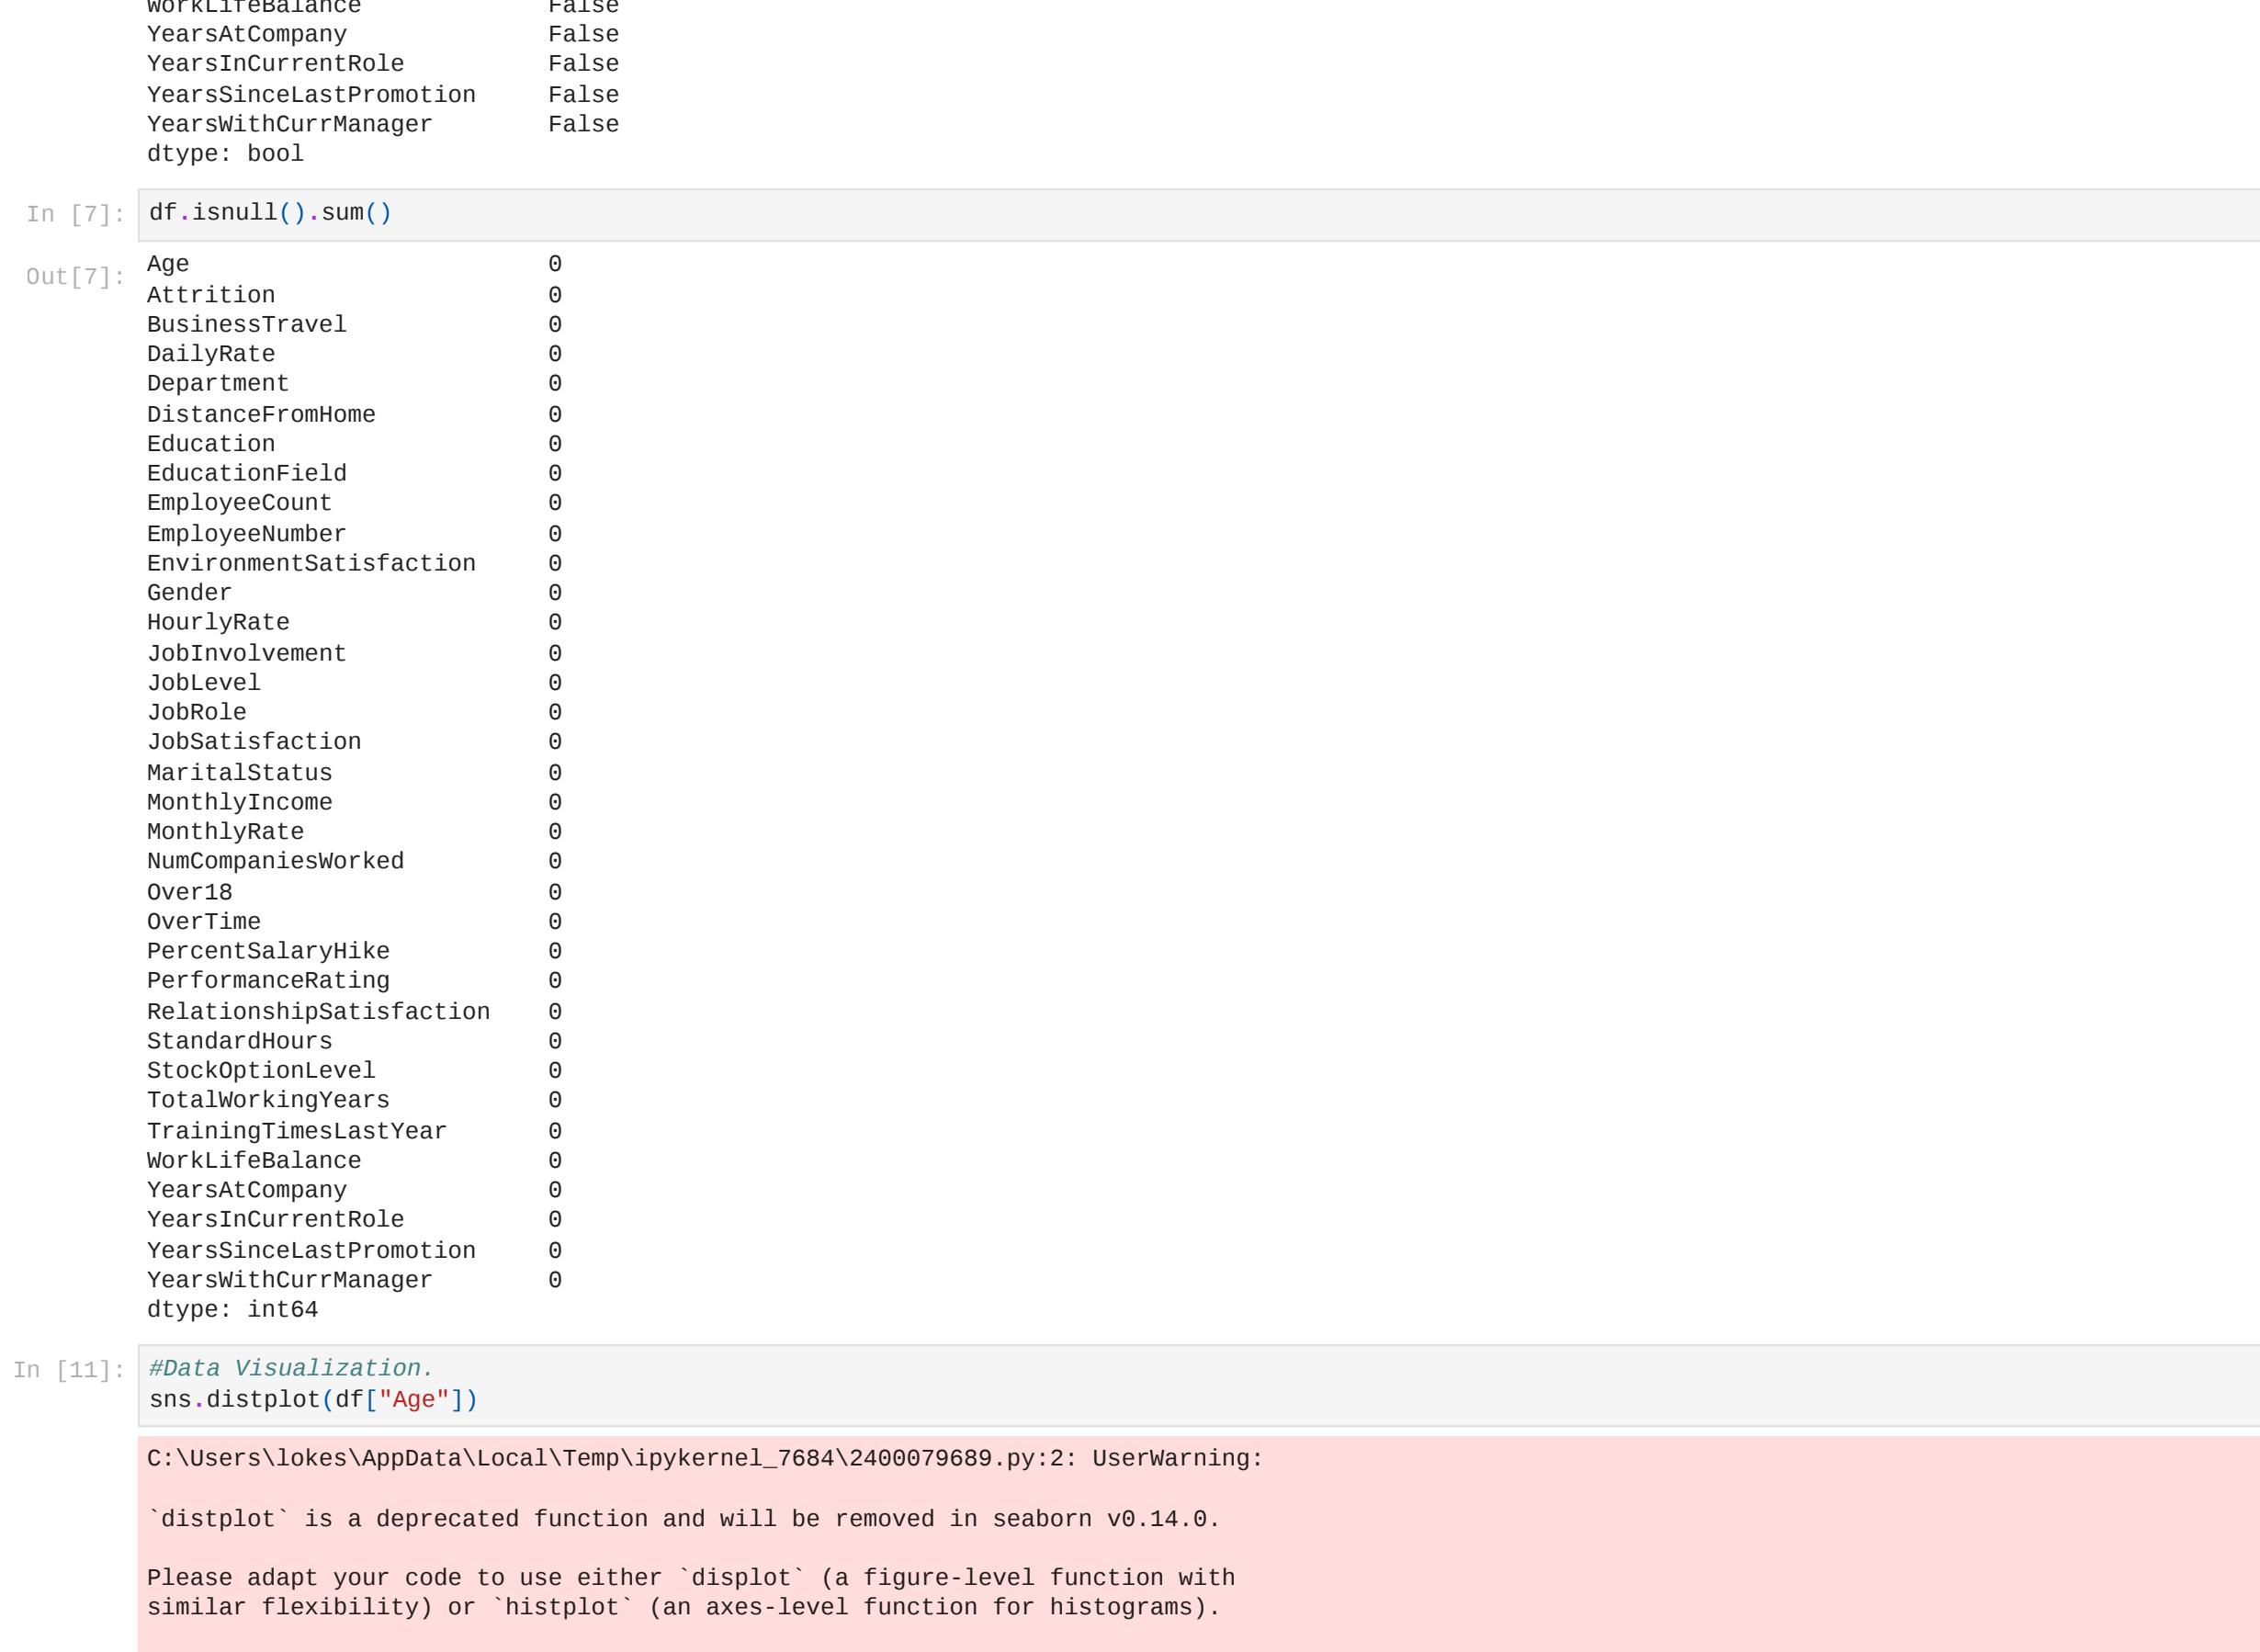 WorkLifeBalance False
YearsAtCompany False
YearsInCurrentRole False
YearsSinceLastPromotion False
YearsWithCurrManager False
dtype: bool
In [7]: df.isnull().sum()
Out[7]: Age 0
Attrition 0
BusinessTravel 0
DailyRate 0
Department 0
DistanceFromHome 0
Education 0
EducationField 0
EmployeeCount 0
EmployeeNumber 0
EnvironmentSatisfaction 0
Gender 0
HourlyRate 0
JobInvolvement 0
JobLevel 0
JobRole 0
JobSatisfaction 0
MaritalStatus 0
MonthlyIncome 0
MonthlyRate 0
NumCompaniesWorked 0
Over18 0
OverTime 0
PercentSalaryHike 0
PerformanceRating 0
RelationshipSatisfaction 0
StandardHours 0
StockOptionLevel 0
TotalWorkingYears 0
TrainingTimesLastYear 0
WorkLifeBalance 0
YearsAtCompany 0
YearsInCurrentRole 0
YearsSinceLastPromotion 0
YearsWithCurrManager 0
dtype: int64
In [11]: #Data Visualization.
sns.distplot(df["Age"])
C:\Users\lokes\AppData\Local\Temp\ipykernel_7684\2400079689.py:2: UserWarning:
`distplot` is a deprecated function and will be removed in seaborn v0.14.0.
Please adapt your code to use either `displot` (a figure-level function with
similar flexibility) or `histplot` (an axes-level function for histograms).